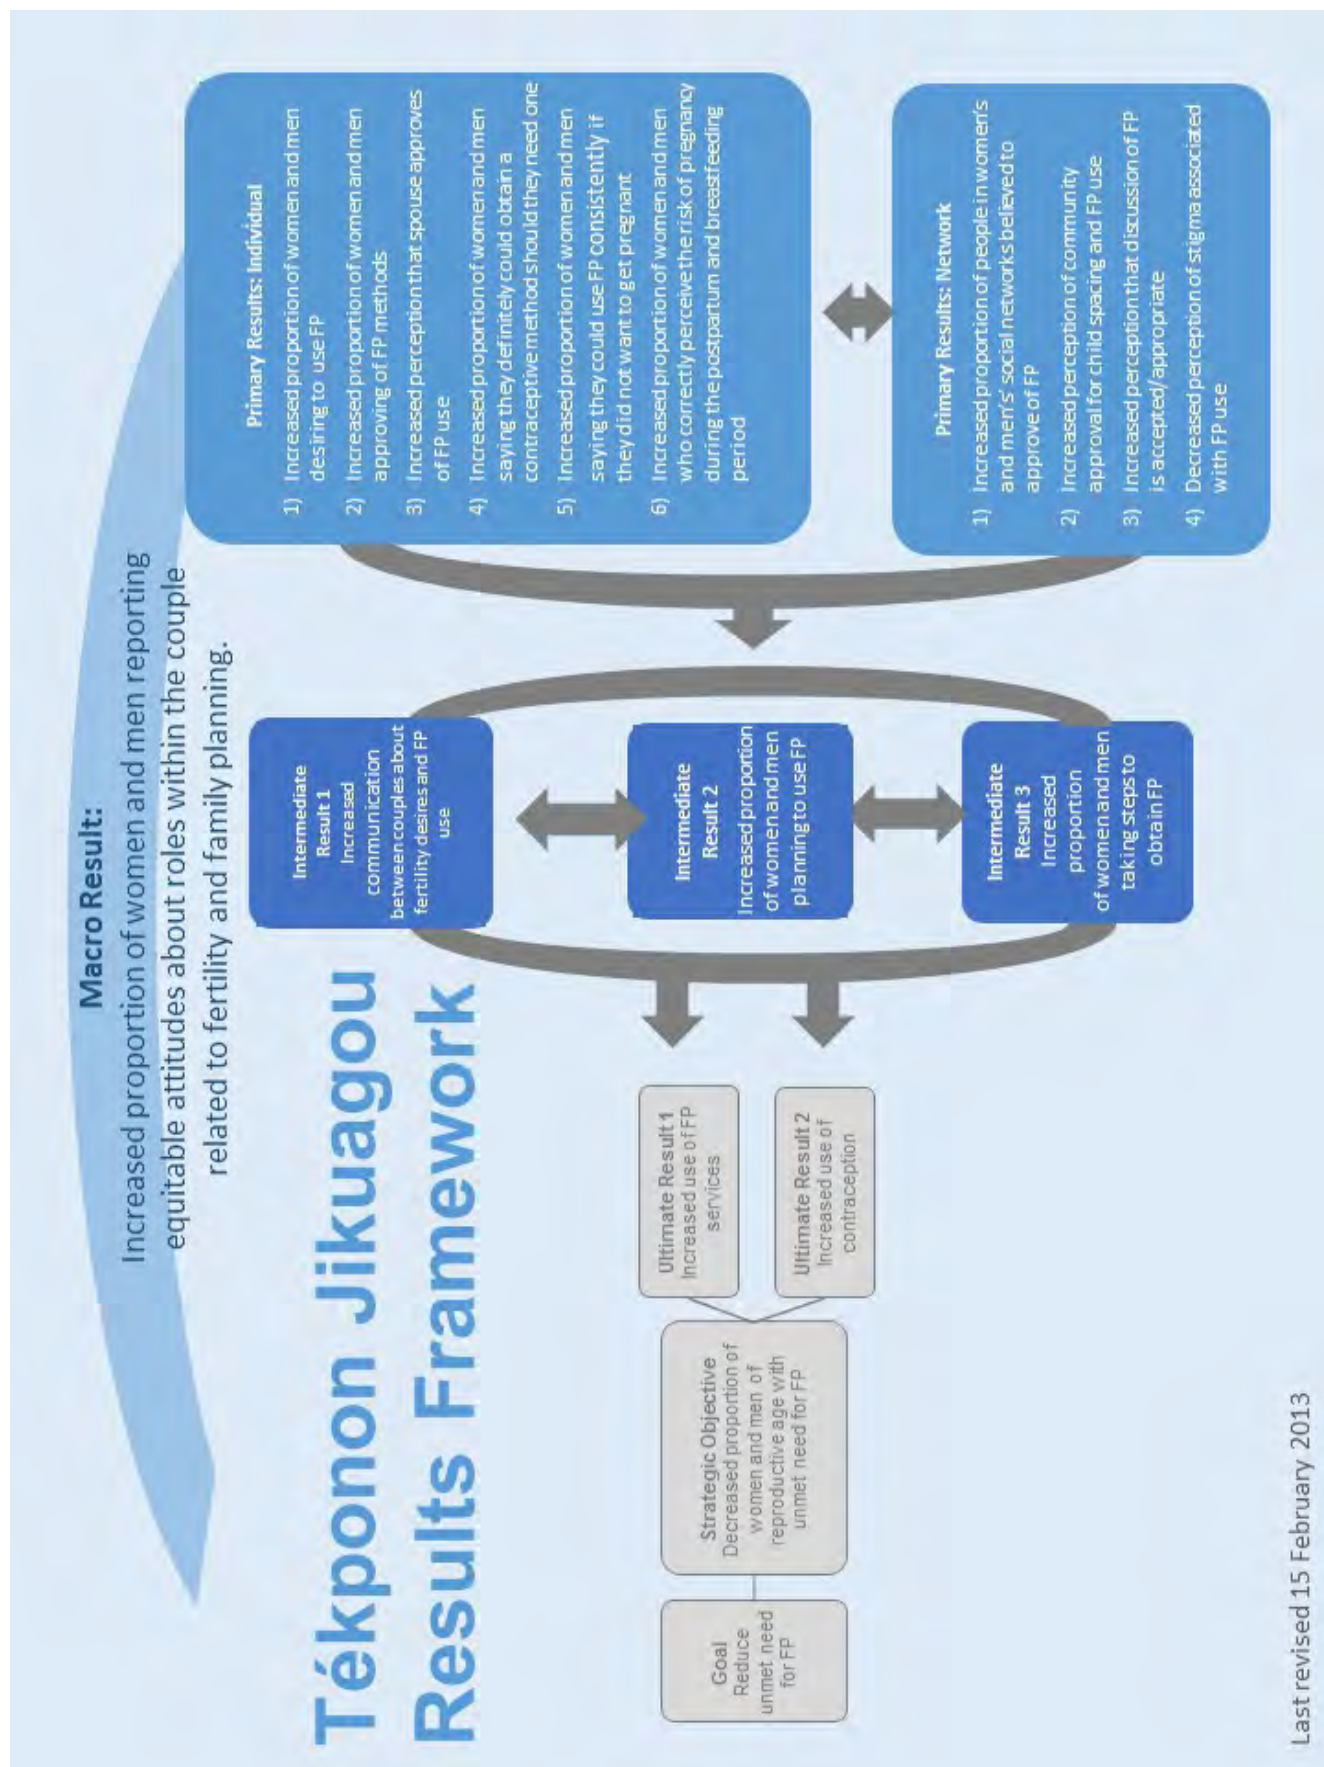 Macro Result:
Increased proportion of women and men reporting
equitable attitudes about roles within the couple
related to fertility and family planning.
Tékponon Jikuagou
Results Framework
Goal
Reduce
unmet need
for FP
Strategic Objective
Decreased proportion of
women and men of
reproductive age with
unmet need for FP
Ultimate Result 1
Increased use of FP
services
Ultimate Result 2
Increased use of
contraception
Intermediate
Result 1
Increased
communication
between couples about
fertility desires and FP
use
Intermediate
Result 2
Increased proportion
of women and men
planning to use FP
Intermediate
Result 3
Increased
proportion
of women and men
taking steps to
obtain FP
Primary Results: Individual
1) Increased proportion of women and men
desiring to use FP
2) Increased proportion of women and men
approving of FP methods
3) Increased perception that spouse approves
of FP use
4) Increased proportion of women and men
saying they definitely could obtain a
contraceptive method should they need one
5) Increased proportion of women and men
saying they could use FP consistently if
they did not want to get pregnant
6) Increased proportion of women and men
who correctly perceive the risk of pregnancy
during the postpartum and breastfeeding
period
Primary Results: Network
1) Increased proportion of people in women's
and men's' social networks believed to
approve of FP
2) Increased perception of community
approval for child spacing and FP use
3) Increased perception that discussion of FP
is accepted/appropriate
4) Decreased perception of stigma associated
with FP use
Last revised 15 February 2013